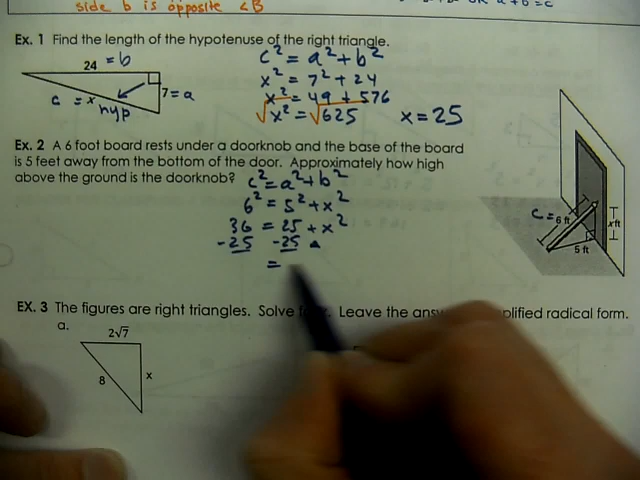 side b is opposite ∠B
Ex. 1 Find the length of the hypotenuse of the right triangle.
24 = b
7 = a
c = x
hyp
c² = a² + b²
x² = 7² + 24
x² = 49 + 576
√x² = √625
x = 25
Ex. 2 A 6 foot board rests under a doorknob and the base of the board
is 5 feet away from the bottom of the door. Approximately how high
above the ground is the doorknob?
c² = a² + b²
6² = 5² + x²
36 = 25 + x²
-25 -25
=
c = 6 ft
x ft
5 ft
EX. 3 The figures are right triangles. Solve Leave the radical form.
a.
2√7
8
x